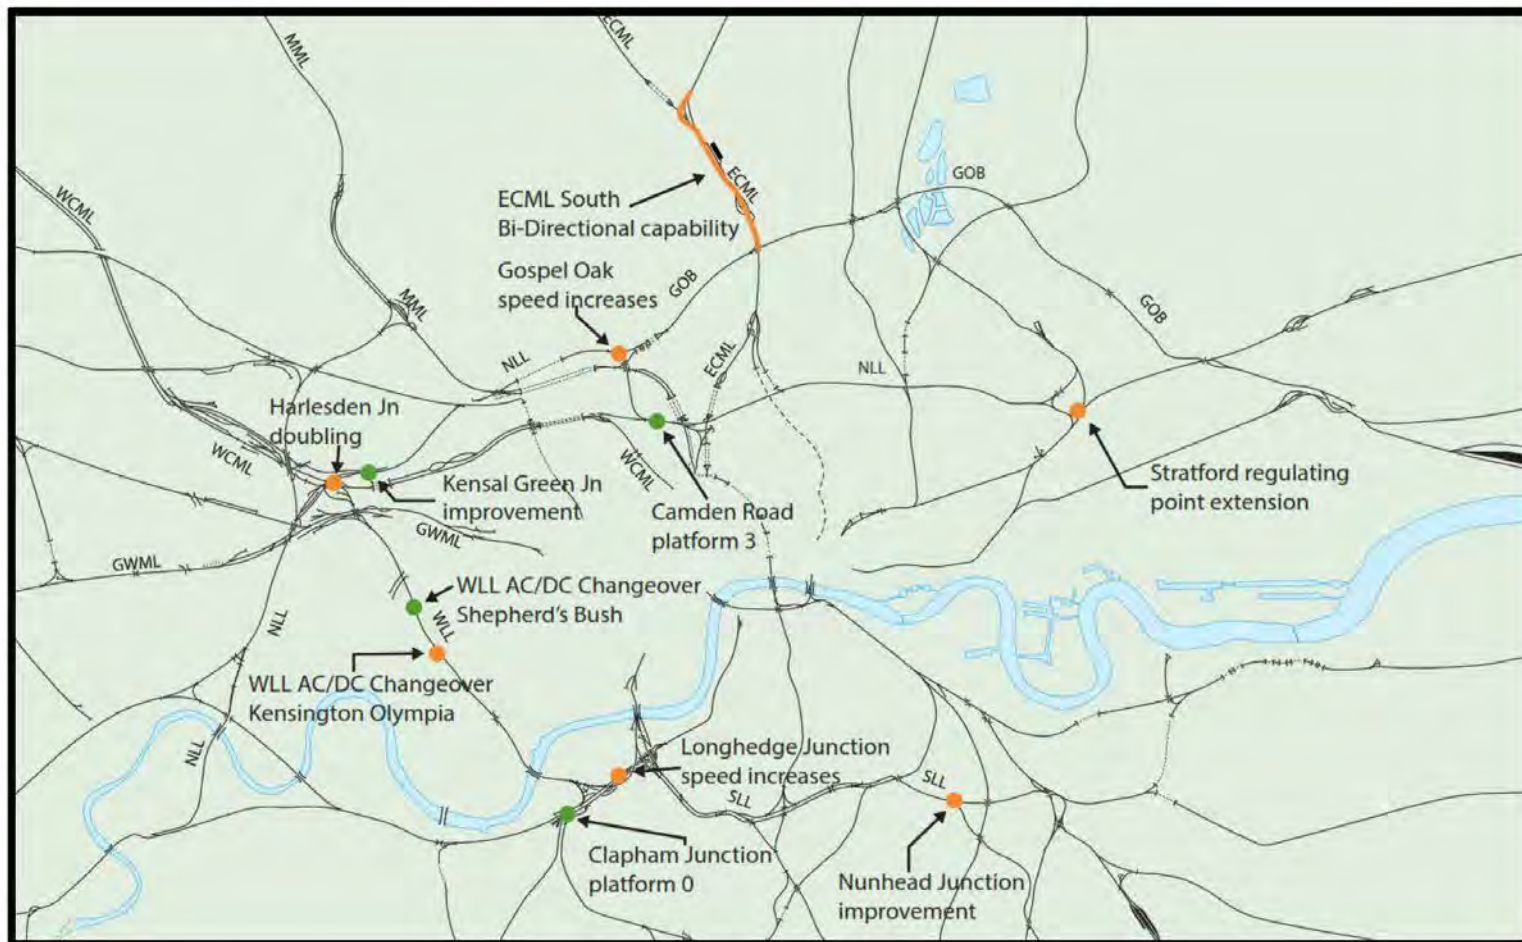 ECML
MML
WCML
ECML
GOB
ECML South
Bi-Directional capability
Gospel Oak
speed increases
GOB
MML
GOB
NLL
ECML
NLL
Harlesden Jn
doubling
WCML
WCML
Kensal Green Jn
improvement
Camden Road
platform 3
Stratford regulating
point extension
GWML
GWML
WLL AC/DC Changeover
Shepherd's Bush
NLL
WLL
WLL AC/DC Changeover
Kensington Olympia
NLL
Longhedge Junction
speed increases
SLL
SLL
Clapham Junction
platform 0
Nunhead Junction
improvement